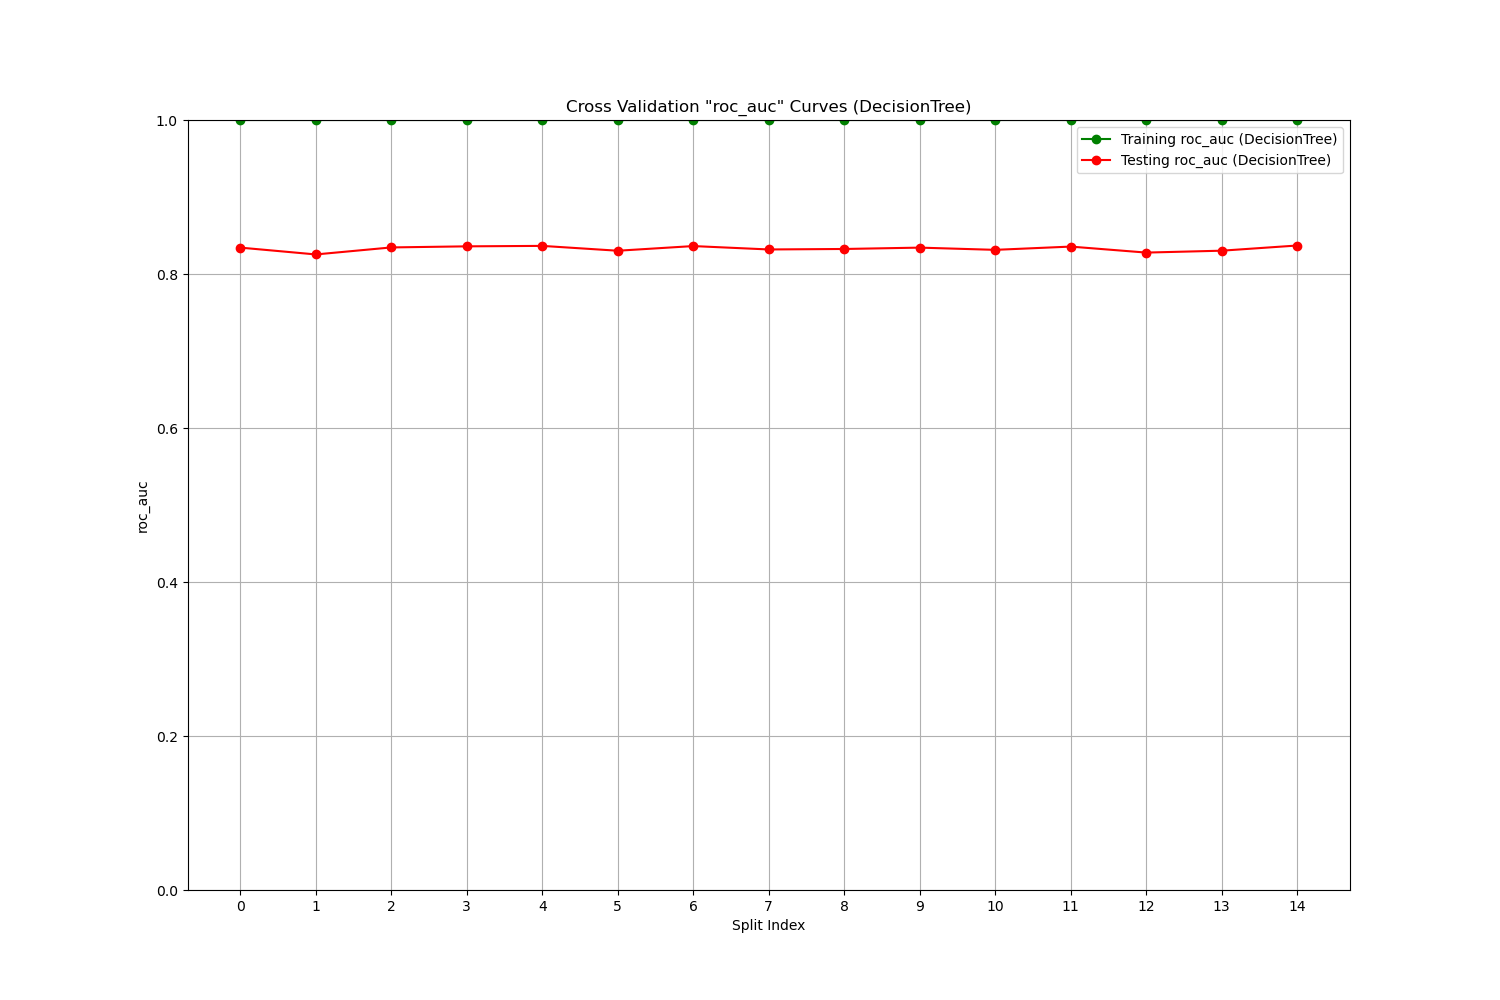 Cross Validation "roc_auc" Curves (DecisionTree)
Training roc_auc (DecisionTree)
Testing roc_auc (DecisionTree)
1.0
0.8
0.6
0.4
0.2
0.0
roc_auc
0 1 2 3 4 5 6 7 8 9 10 11 12 13 14
Split Index